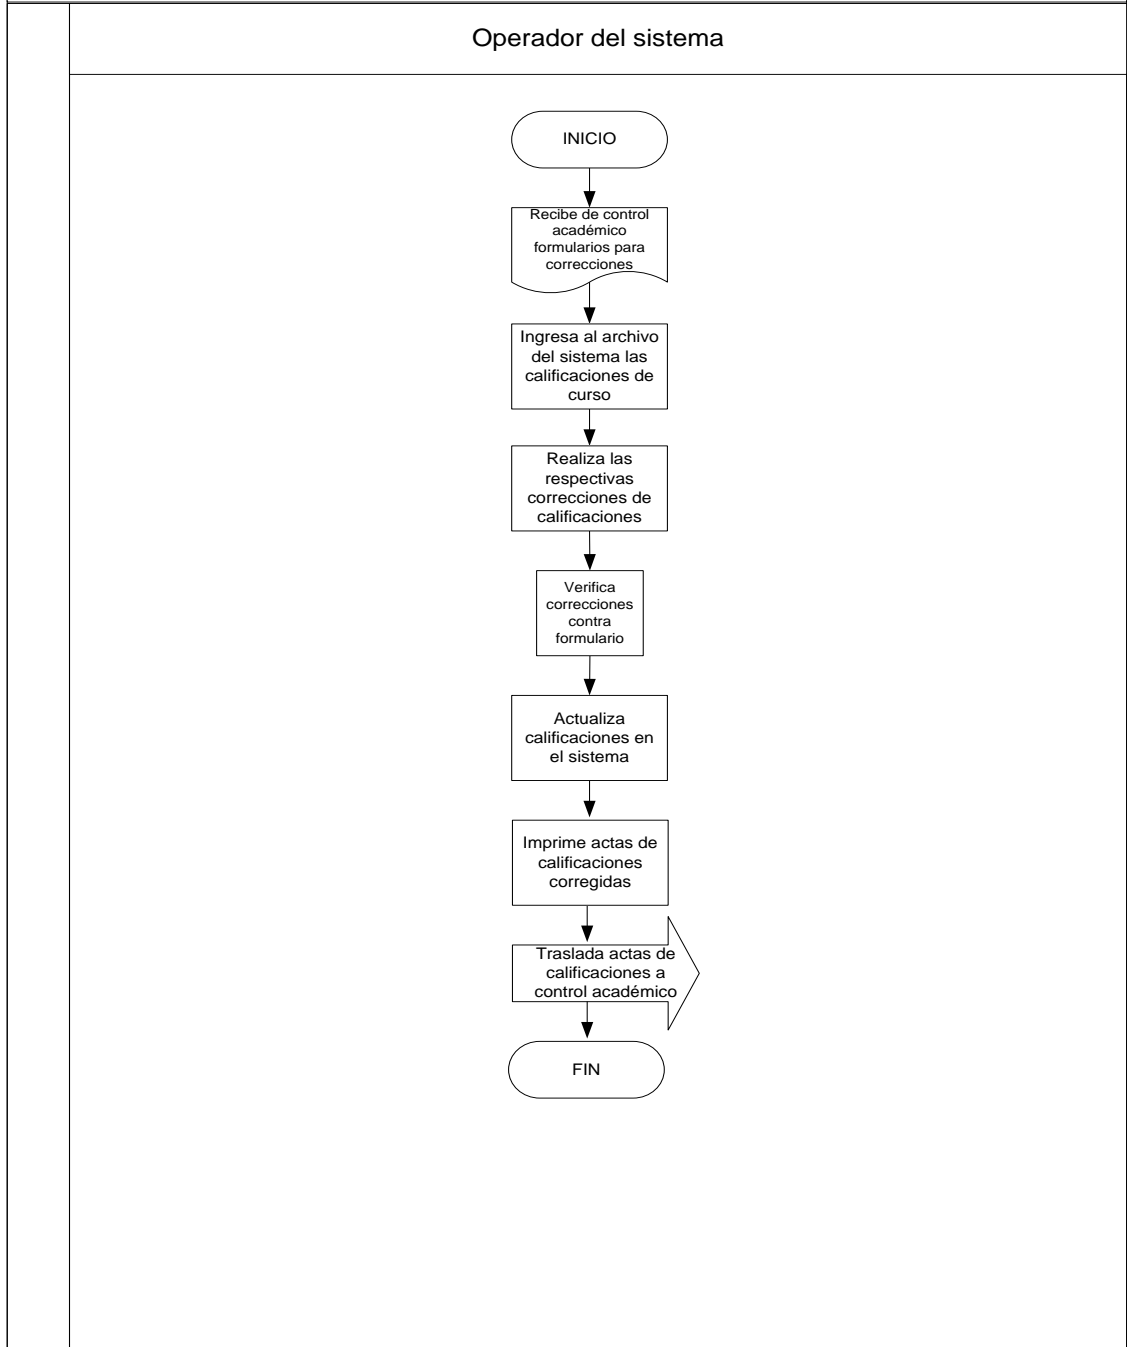 Operador del sistema
INICIO
Recibe de control
académico
formularios para
correcciones
Ingresa al archivo
del sistema las
calificaciones de
curso
Realiza las
respectivas
correcciones de
calificaciones
Verifica
correcciones
contra
formulario
Actualiza
calificaciones en
el sistema
Imprime actas de
calificaciones
corregidas
Traslada actas de
calificaciones a
control académico
FIN